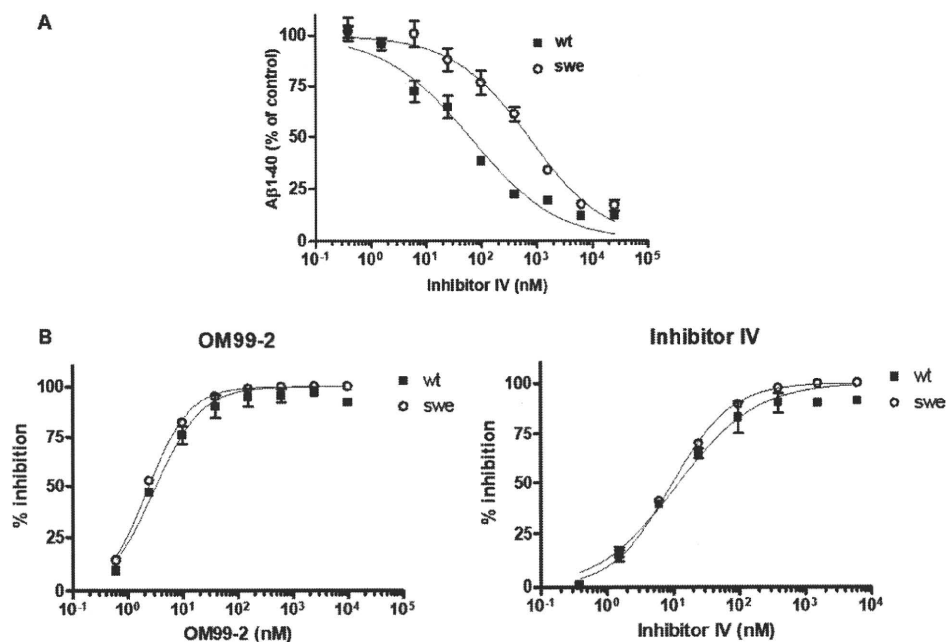 A
Aβ1-40 (% of control)
100
75
50
25
0
wt
swe
10⁻¹ 10⁰ 10¹ 10² 10³ 10⁴ 10⁵
Inhibitor IV (nM)
B
OM99-2
% inhibition
100
75
50
25
0
wt
swe
10⁰ 10¹ 10² 10³ 10⁴ 10⁵
OM99-2 (nM)
Inhibitor IV
% inhibition
100
75
50
25
0
wt
swe
10⁻¹ 10⁰ 10¹ 10² 10³ 10⁴
Inhibitor IV (nM)